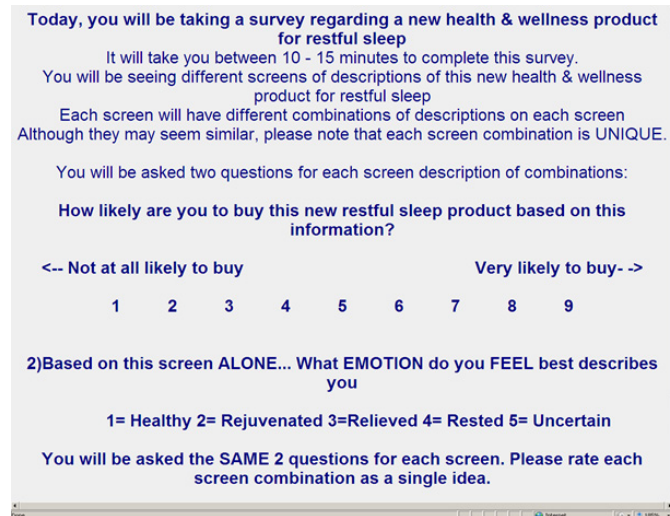 Today, you will be taking a survey regarding a new health & wellness product
for restful sleep
It will take you between 10 - 15 minutes to complete this survey.
You will be seeing different screens of descriptions of this new health & wellness
product for restful sleep
Each screen will have different combinations of descriptions on each screen
Although they may seem similar, please note that each screen combination is UNIQUE.
You will be asked two questions for each screen description of combinations:
How likely are you to buy this new restful sleep product based on this
information?
<-- Not at all likely to buy Very likely to buy- ->
1 2 3 4 5 6 7 8 9
2)Based on this screen ALONE... What EMOTION do you FEEL best describes
you
1= Healthy 2= Rejuvenated 3=Relieved 4= Rested 5= Uncertain
You will be asked the SAME 2 questions for each screen. Please rate each
screen combination as a single idea.
Internet